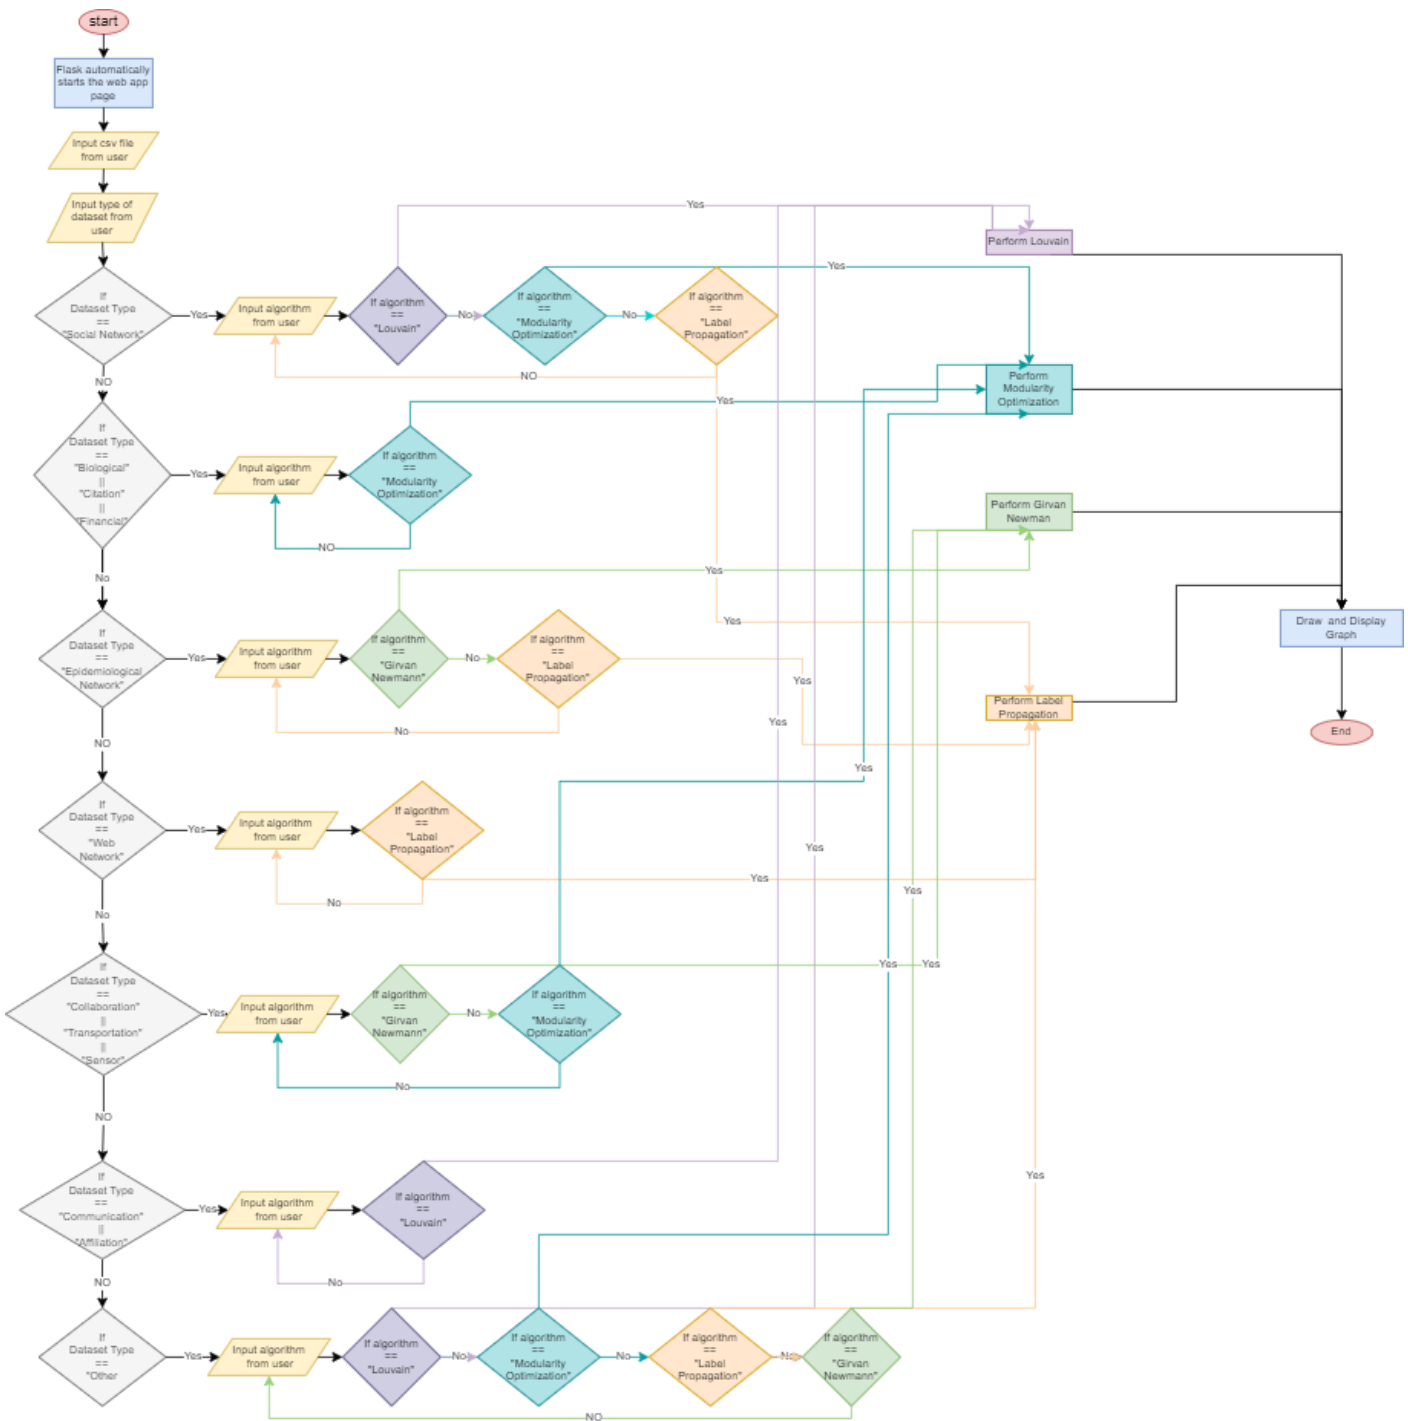 start
Flask automatically
starts the web app
page
Input csv file
from user
Input type of
dataset from
user
Yes
Perform Louvain
If
Dataset Type
==
"Social Network"
Yes
Input algorithm
from user
If algorithm
==
"Louvain"
No
If algorithm
==
"Modularity
Optimization"
No
If algorithm
==
"Label
Propagation"
Yes
NO
NO
Perform
Modularity
Optimization
Yes
If
Dataset Type
==
"Biological"
||
"Citation"
||
"Financial"
Yes
Input algorithm
from user
If algorithm
==
"Modularity
Optimization"
NO
Perform Girvan
Newman
No
Yes
Yes
If
Dataset Type
==
"Epidemiological
Network"
Yes
Input algorithm
from user
If algorithm
==
"Girvan
Newmann"
No
If algorithm
==
"Label
Propagation"
Yes
No
Yes
Draw and Display
Graph
Perform Label
Propagation
End
NO
Yes
If
Dataset Type
==
"Web
Network"
Yes
Input algorithm
from user
If algorithm
==
"Label
Propagation"
Yes
No
Yes
Yes
No
If
Dataset Type
==
"Collaboration"
||
"Transportation"
||
"Sensor"
Yes
Input algorithm
from user
If algorithm
==
"Girvan
Newmann"
No
If algorithm
==
"Modularity
Optimization"
Yes
Yes
No
NO
Yes
If
Dataset Type
==
"Communication"
||
"Affiliation"
Yes
Input algorithm
from user
If algorithm
==
"Louvain"
No
NO
If
Dataset Type
==
"Other
Yes
Input algorithm
from user
If algorithm
==
"Louvain"
No
If algorithm
==
"Modularity
Optimization"
No
If algorithm
==
"Label
Propagation"
No
If algorithm
==
"Girvan
Newmann"
NO